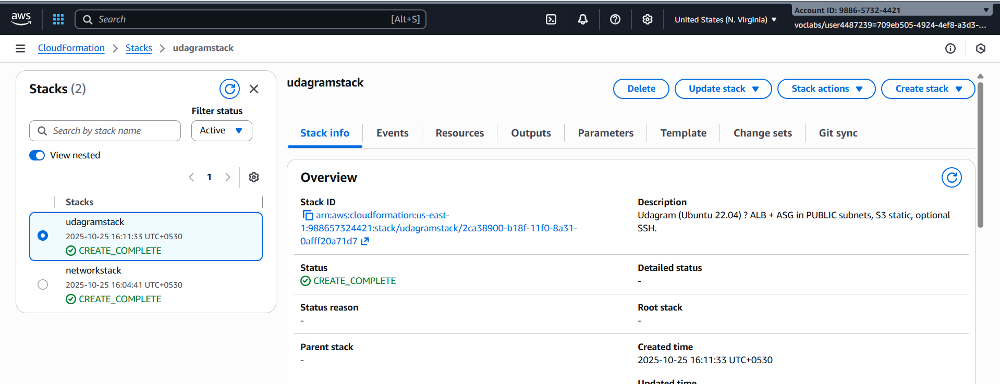 aws
Search
[Alt+S]
United States (N. Virginia)
Account ID: 9886-5732-4421
voclabs/user4487239=709eb505-4924-4ef8-a3d3-...
CloudFormation
Stacks
udagramstack
Stacks (2)
Filter status
Search by stack name
Active
View nested
1
Stacks
udagramstack
2025-10-25 16:11:33 UTC+0530
CREATE_COMPLETE
networkstack
2025-10-25 16:04:41 UTC+0530
CREATE_COMPLETE
udagramstack
Delete
Update stack
Stack actions
Create stack
Stack info
Events
Resources
Outputs
Parameters
Template
Change sets
Git sync
Overview
Stack ID
arn:aws:cloudformation:us-east-
1:988657324421:stack/udagramstack/2ca38900-b18f-11f0-8a31-
0afff20a71d7
Description
Udagram (Ubuntu 22.04) ? ALB + ASG in PUBLIC subnets, S3 static, optional
SSH.
Status
CREATE_COMPLETE
Detailed status
-
Status reason
-
Root stack
-
Parent stack
-
Created time
2025-10-25 16:11:33 UTC+0530
Updated time